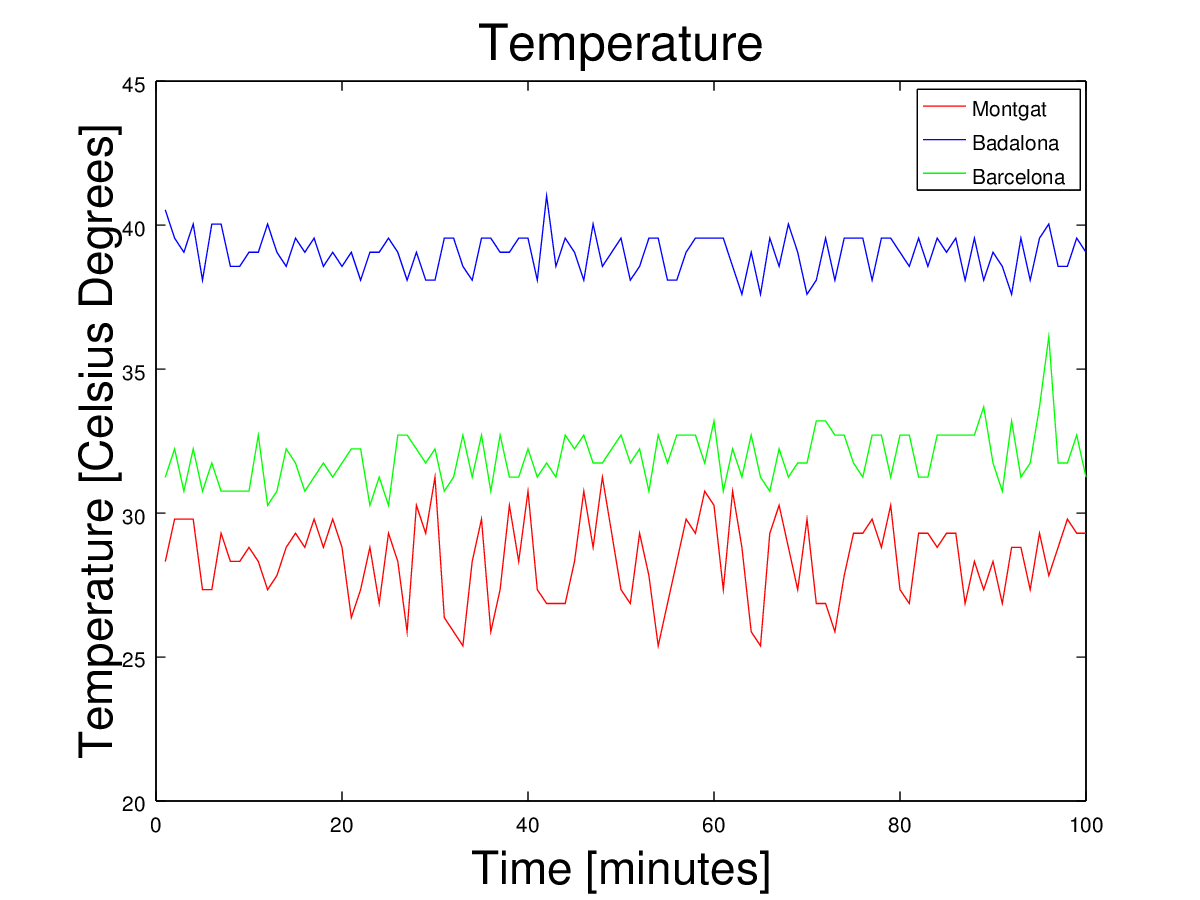 Temperature
Temperature [Celsius Degrees]
45
40
35
30
25
20
Montgat
Badalona
Barcelona
0
20
40
60
80
100
Time [minutes]